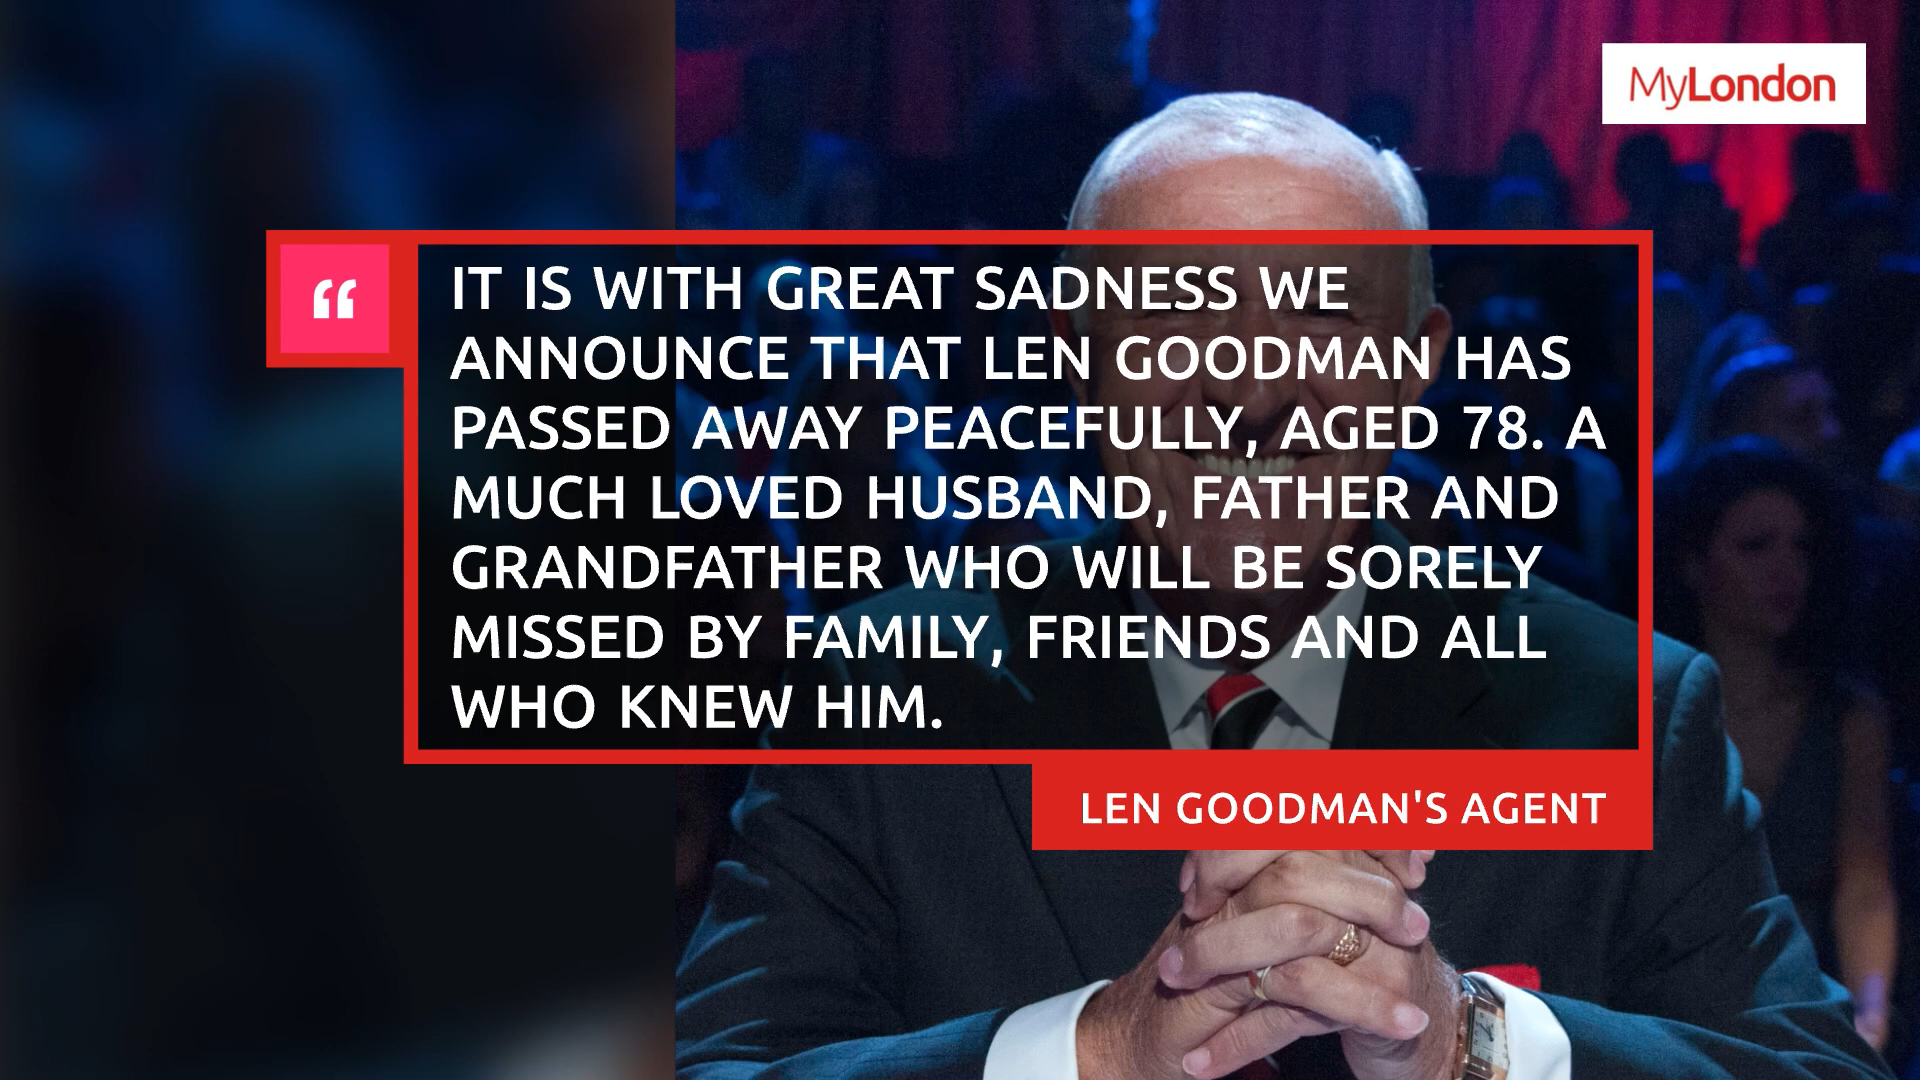 MyLondon
“
IT IS WITH GREAT SADNESS WE
ANNOUNCE THAT LEN GOODMAN HAS
PASSED AWAY PEACEFULLY, AGED 78. A
MUCH LOVED HUSBAND, FATHER AND
GRANDFATHER WHO WILL BE SORELY
MISSED BY FAMILY, FRIENDS AND ALL
WHO KNEW HIM.
LEN GOODMAN'S AGENT